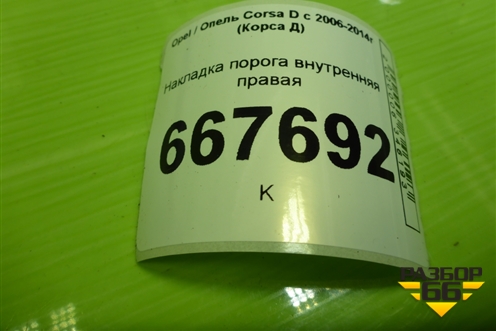 Opel / Опель Corsa D с 2006-2014г
(Корса Д)
Накладка порога внутренняя
правая
667692
К
РАЗБОР
66